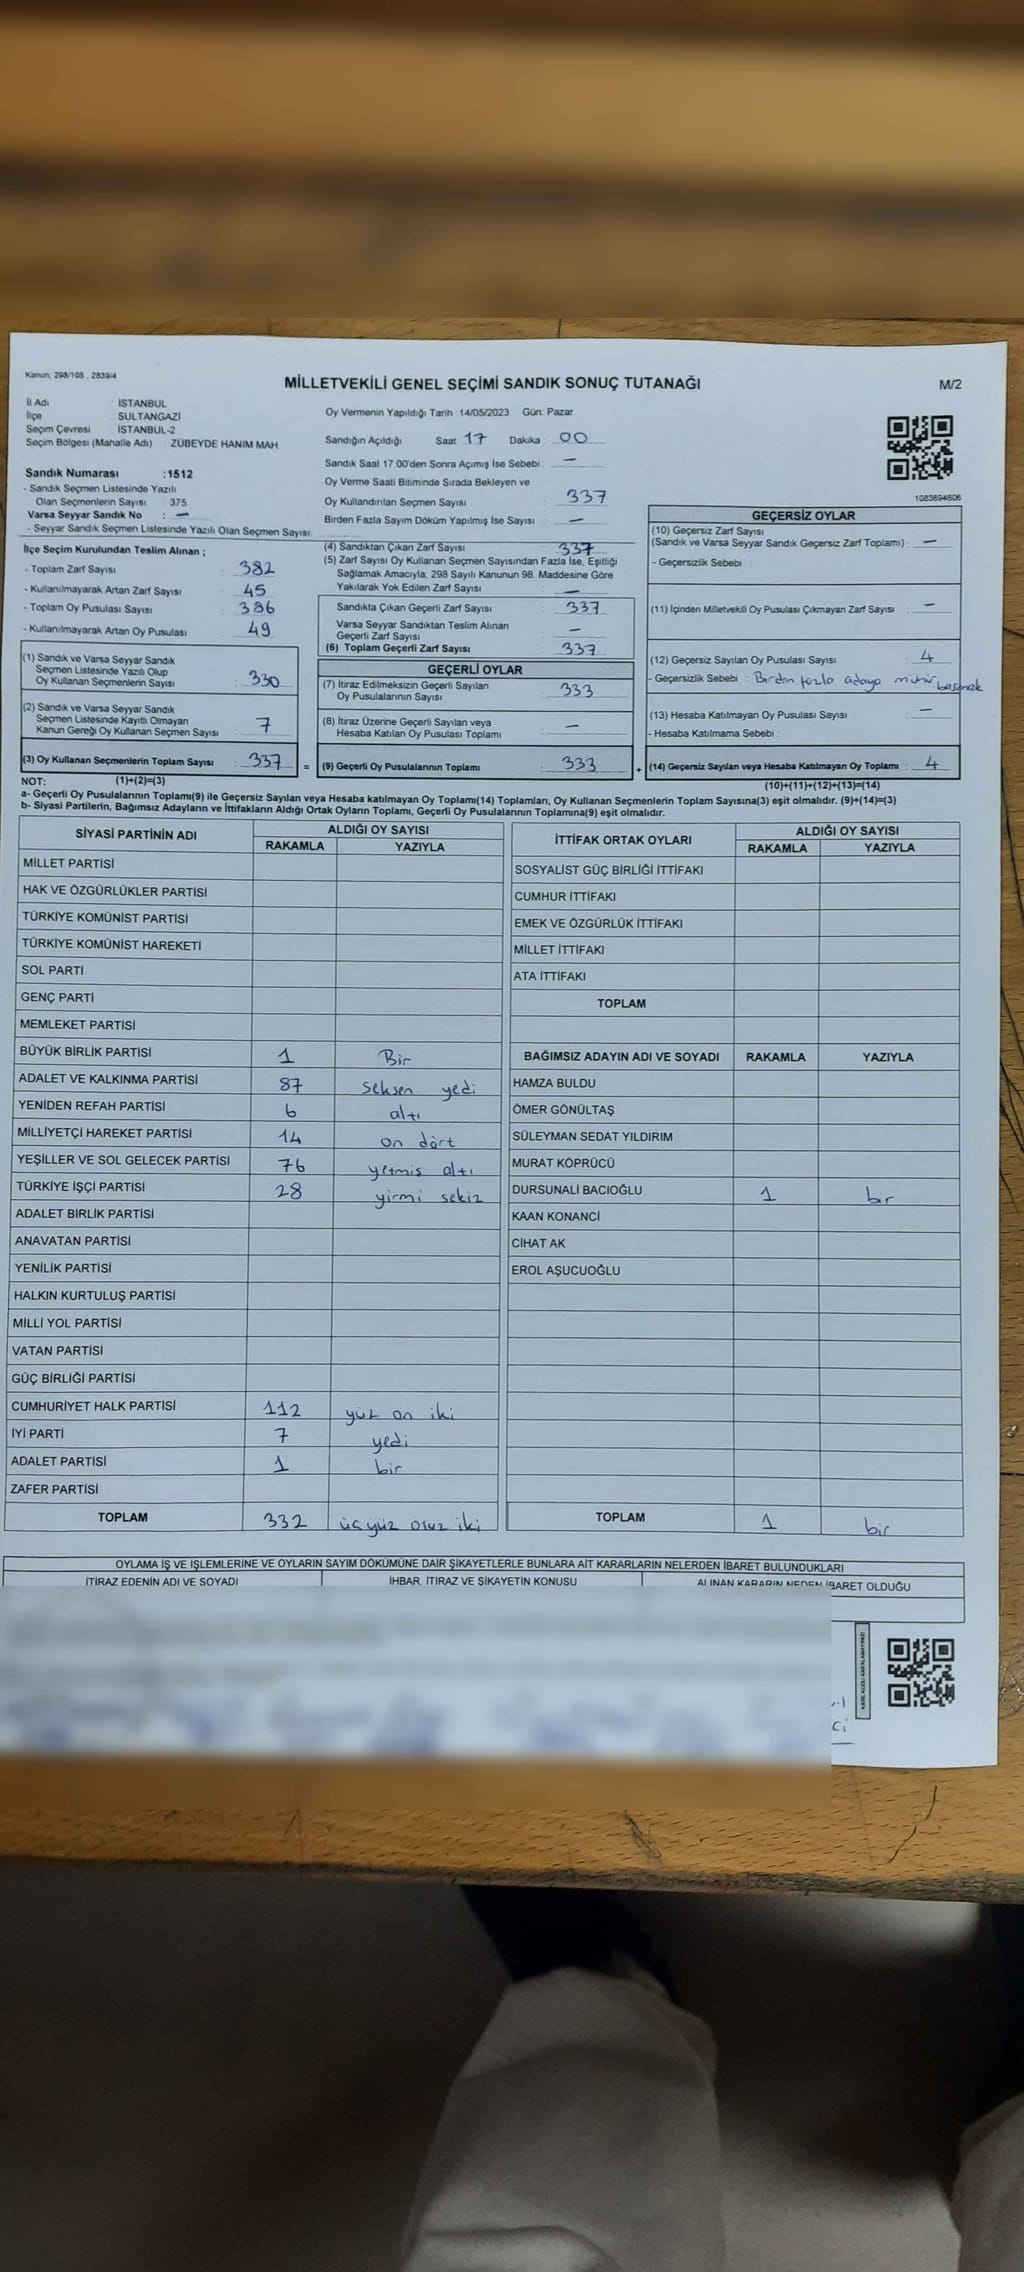 Kanun; 298/105 , 2839/4
MİLLETVEKİLİ GENEL SEÇİMİ SANDIK SONUÇ TUTANAĞI
M/2
İl Adı : İSTANBUL
İlçe : SULTANGAZİ
Seçim Çevresi : İSTANBUL-2
Seçim Bölgesi (Mahalle Adı) : ZÜBEYDE HANIM MAH.
Sandık Numarası :1512
- Sandık Seçmen Listesinde Yazılı
Olan Seçmenlerin Sayısı : 375
Varsa Seyyar Sandık No : —
- Seyyar Sandık Seçmen Listesinde Yazılı Olan Seçmen Sayısı:
Oy Vermenin Yapıldığı Tarih :14/05/2023 Gün: Pazar
Sandığın Açıldığı Saat 17 Dakika : 00
Sandık Saat 17:00'den Sonra Açımış İse Sebebi : —
Oy Verme Saati Bitiminde Sırada Bekleyen ve
Oy Kullandırılan Seçmen Sayısı : 337
Birden Fazla Sayım Döküm Yapılmış İse Sayısı : —
1083694606
İlçe Seçim Kurulundan Teslim Alınan ;
- Toplam Zarf Sayısı : 382
- Kullanılmayarak Artan Zarf Sayısı : 45
- Toplam Oy Pusulası Sayısı : 386
- Kullanılmayarak Artan Oy Pusulası : 49
(1) Sandık ve Varsa Seyyar Sandık
Seçmen Listesinde Yazılı Olup
Oy Kullanan Seçmenlerin Sayısı : 330
(2) Sandık ve Varsa Seyyar Sandık
Seçmen Listesinde Kayıtlı Olmayan
Kanun Gereği Oy Kullanan Seçmen Sayısı : 7
(3) Oy Kullanan Seçmenlerin Toplam Sayısı : 337 =
(1)+(2)=(3)
(4) Sandıktan Çıkan Zarf Sayısı : 337
(5) Zarf Sayısı Oy Kullanan Seçmen Sayısından Fazla İse, Eşitliği
Sağlamak Amacıyla; 298 Sayılı Kanunun 98. Maddesine Göre
Yakılarak Yok Edilen Zarf Sayısı : —
Sandıkta Çıkan Geçerli Zarf Sayısı : 337
Varsa Seyyar Sandıktan Teslim Alınan
Geçerli Zarf Sayısı : —
(6) Toplam Geçerli Zarf Sayısı : 337
GEÇERLİ OYLAR
(7) İtiraz Edilmeksizin Geçerli Sayılan
Oy Pusulalarının Sayısı : 333
(8) İtiraz Üzerine Geçerli Sayılan veya
Hesaba Katılan Oy Pusulası Toplamı : —
(9) Geçerli Oy Pusulalarının Toplamı : 333 +
GEÇERSİZ OYLAR
(10) Geçersiz Zarf Sayısı
(Sandık ve Varsa Seyyar Sandık Geçersiz Zarf Toplamı) : —
- Geçersizlik Sebebi :
(11) İçinden Milletvekili Oy Pusulası Çıkmayan Zarf Sayısı : —
(12) Geçersiz Sayılan Oy Pusulası Sayısı : 4
- Geçersizlik Sebebi : Birden fazla adaya mühür basmak
(13) Hesaba Katılmayan Oy Pusulası Sayısı : —
- Hesaba Katılmama Sebebi :
(14) Geçersiz Sayılan veya Hesaba Katılmayan Oy Toplamı : 4
(10)+(11)+(12)+(13)=(14)
NOT:
a- Geçerli Oy Pusulalarının Toplamı(9) ile Geçersiz Sayılan veya Hesaba katılmayan Oy Toplamı(14) Toplamları, Oy Kullanan Seçmenlerin Toplam Sayısına(3) eşit olmalıdır. (9)+(14)=(3)
b- Siyasi Partilerin, Bağımsız Adayların ve İttifakların Aldığı Ortak Oyların Toplamı, Geçerli Oy Pusulalarının Toplamına(9) eşit olmalıdır.
SİYASİ PARTİNİN ADI
ALDIĞI OY SAYISI
RAKAMLA YAZIYLA
MİLLET PARTİSİ
HAK VE ÖZGÜRLÜKLER PARTİSİ
TÜRKİYE KOMÜNİST PARTİSİ
TÜRKİYE KOMÜNİST HAREKETİ
SOL PARTİ
GENÇ PARTİ
MEMLEKET PARTİSİ
BÜYÜK BİRLİK PARTİSİ 1 Bir
ADALET VE KALKINMA PARTİSİ 87 seksen yedi
YENİDEN REFAH PARTİSİ 6 altı
MİLLİYETÇİ HAREKET PARTİSİ 14 on dört
YEŞİLLER VE SOL GELECEK PARTİSİ 76 yetmiş altı
TÜRKİYE İŞÇİ PARTİSİ 28 yirmi sekiz
ADALET BİRLİK PARTİSİ
ANAVATAN PARTİSİ
YENİLİK PARTİSİ
HALKIN KURTULUŞ PARTİSİ
MİLLİ YOL PARTİSİ
VATAN PARTİSİ
GÜÇ BİRLİĞİ PARTİSİ
CUMHURİYET HALK PARTİSİ 112 yüz on iki
İYİ PARTİ 7 yedi
ADALET PARTİSİ 1 bir
ZAFER PARTİSİ
TOPLAM 332 üçyüz otuz iki
İTTİFAK ORTAK OYLARI
ALDIĞI OY SAYISI
RAKAMLA YAZIYLA
SOSYALİST GÜÇ BİRLİĞİ İTTİFAKI
CUMHUR İTTİFAKI
EMEK VE ÖZGÜRLÜK İTTİFAKI
MİLLET İTTİFAKI
ATA İTTİFAKI
TOPLAM
BAĞIMSIZ ADAYIN ADI VE SOYADI RAKAMLA YAZIYLA
HAMZA BULDU
ÖMER GÖNÜLTAŞ
SÜLEYMAN SEDAT YILDIRIM
MURAT KÖPRÜCÜ
DURSUNALİ BACIOĞLU 1 bir
KAAN KONANCİ
CİHAT AK
EROL AŞUCUOĞLU
TOPLAM 1 bir
OYLAMA İŞ VE İŞLEMLERİNE VE OYLARIN SAYIM DÖKÜMÜNE DAİR ŞİKAYETLERLE BUNLARA AİT KARARLARIN NELERDEN İBARET BULUNDUKLARI
İTİRAZ EDENİN ADI VE SOYADI İHBAR, İTİRAZ VE ŞİKAYETİN KONUSU ALINAN KARARIN NEDEN İBARET OLDUĞU